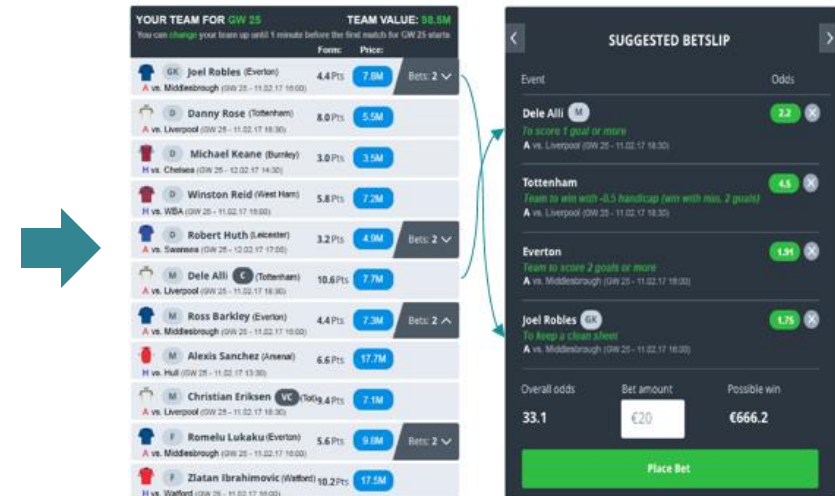 YOUR TEAM FOR GW 25 TEAM VALUE: 98.5M
You can change your team up until 1 minute before the first match for GW 25 starts
Form: Price:
GK Joel Robles (Everton) 4.4 Pts 7.8M Bets: 2
A vs. Middlesbrough (GW 25 - 11.02.17 16:00)
D Danny Rose (Tottenham) 8.0 Pts 5.5M
A vs. Liverpool (GW 25 - 11.02.17 18:30)
D Michael Keane (Burnley) 3.0 Pts 3.5M
H vs. Chelsea (GW 25 - 12.02.17 14:30)
D Winston Reid (West Ham) 5.8 Pts 7.2M
H vs. WBA (GW 25 - 11.02.17 16:00)
D Robert Huth (Leicester) 3.2 Pts 4.9M Bets: 2
A vs. Swansea (GW 25 - 12.02.17 17:00)
M Dele Alli C (Tottenham) 10.6 Pts 7.7M
A vs. Liverpool (GW 25 - 11.02.17 18:30)
M Ross Barkley (Everton) 4.4 Pts 7.3M Bets: 2
A vs. Middlesbrough (GW 25 - 11.02.17 16:00)
M Alexis Sanchez (Arsenal) 6.6 Pts 17.7M
H vs. Hull (GW 25 - 11.02.17 13:30)
M Christian Eriksen VC 9.4 Pts 7.1M
A vs. Liverpool (GW 25 - 11.02.17 18:30)
F Romelu Lukaku (Everton) 5.6 Pts 9.8M Bets: 2
A vs. Middlesbrough (GW 25 - 11.02.17 16:00)
F Zlatan Ibrahimovic (Watford) 10.2 Pts 17.5M
H vs. Watford (GW 25 - 11.02.17 16:00)
SUGGESTED BETSLIP
Event Odds
Dele Alli M 2.2 X
To score 1 goal or more
A vs. Liverpool (GW 25 - 11.02.17 18:30)
Tottenham 4.5 X
Team to win with -0,5 handicap (win with min. 2 goals)
A vs. Liverpool (GW 25 - 11.02.17 18:30)
Everton 1.91 X
Team to score 2 goals or more
A vs. Middlesbrough (GW 25 - 11.02.17 16:00)
Joel Robles GK 1.75 X
To keep a clean sheet
A vs. Middlesbrough (GW 25 - 11.02.17 16:00)
Overall odds Bet amount Possible win
33.1 €20 €666.2
Place Bet